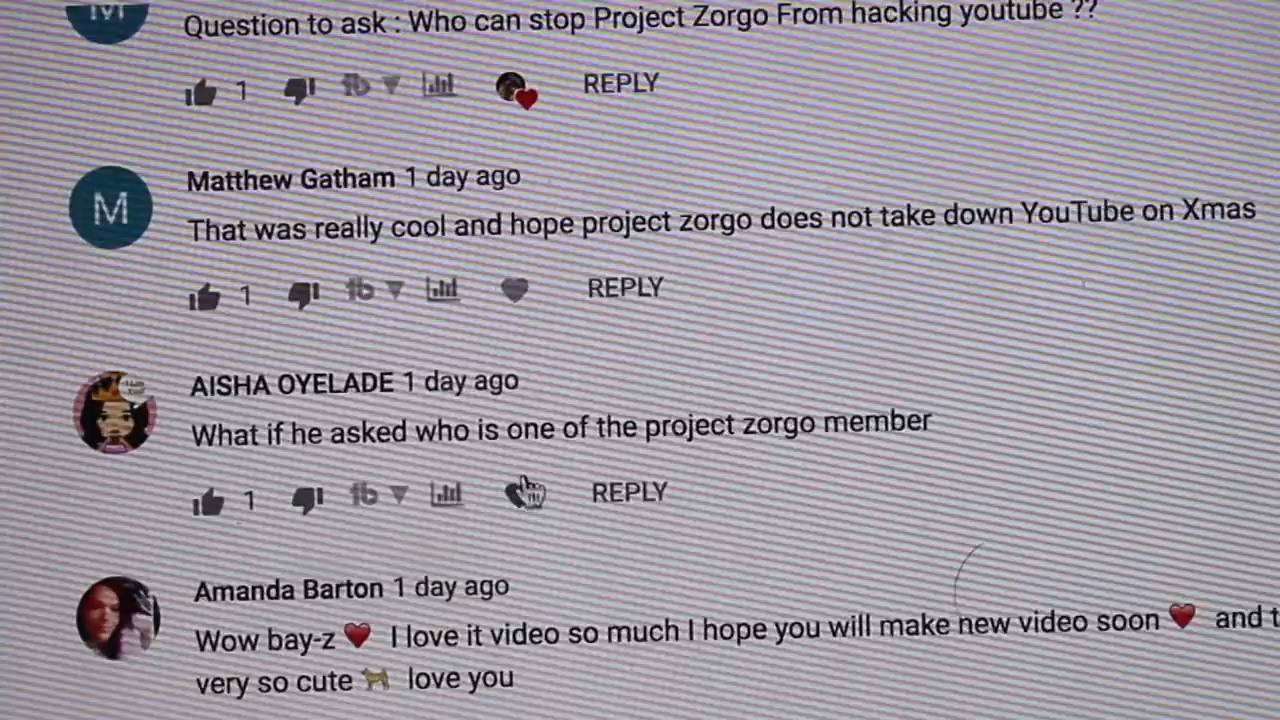 M
Question to ask : Who can stop Project Zorgo From hacking youtube ??
1 tb REPLY
Matthew Gatham 1 day ago
M
That was really cool and hope project zorgo does not take down YouTube on Xmas
1 tb REPLY
AISHA OYELADE 1 day ago
What if he asked who is one of the project zorgo member
1 tb REPLY
Amanda Barton 1 day ago
Wow bay-z ❤️ I love it video so much I hope you will make new video soon ❤️ and t
very so cute 🐕 love you